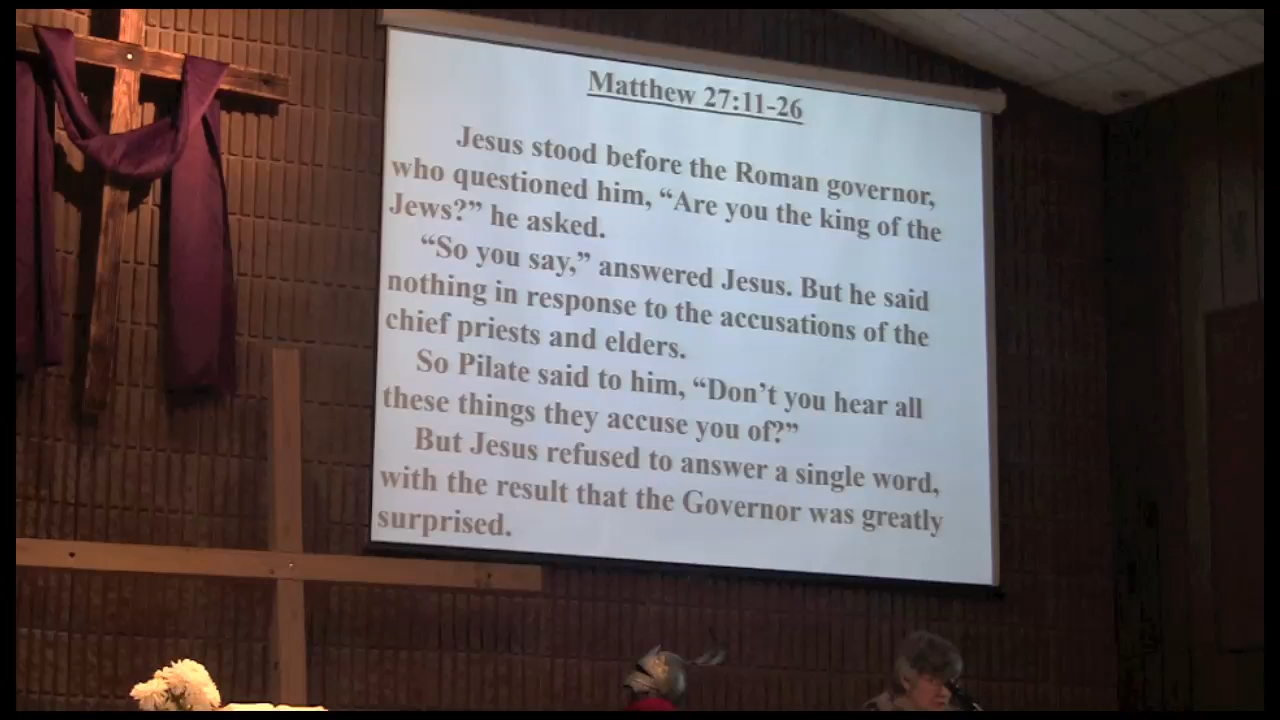 Matthew 27:11-26
Jesus stood before the Roman governor,
who questioned him, “Are you the king of the
Jews?” he asked.
“So you say,” answered Jesus. But he said
nothing in response to the accusations of the
chief priests and elders.
So Pilate said to him, “Don’t you hear all
these things they accuse you of?”
But Jesus refused to answer a single word,
with the result that the Governor was greatly
surprised.